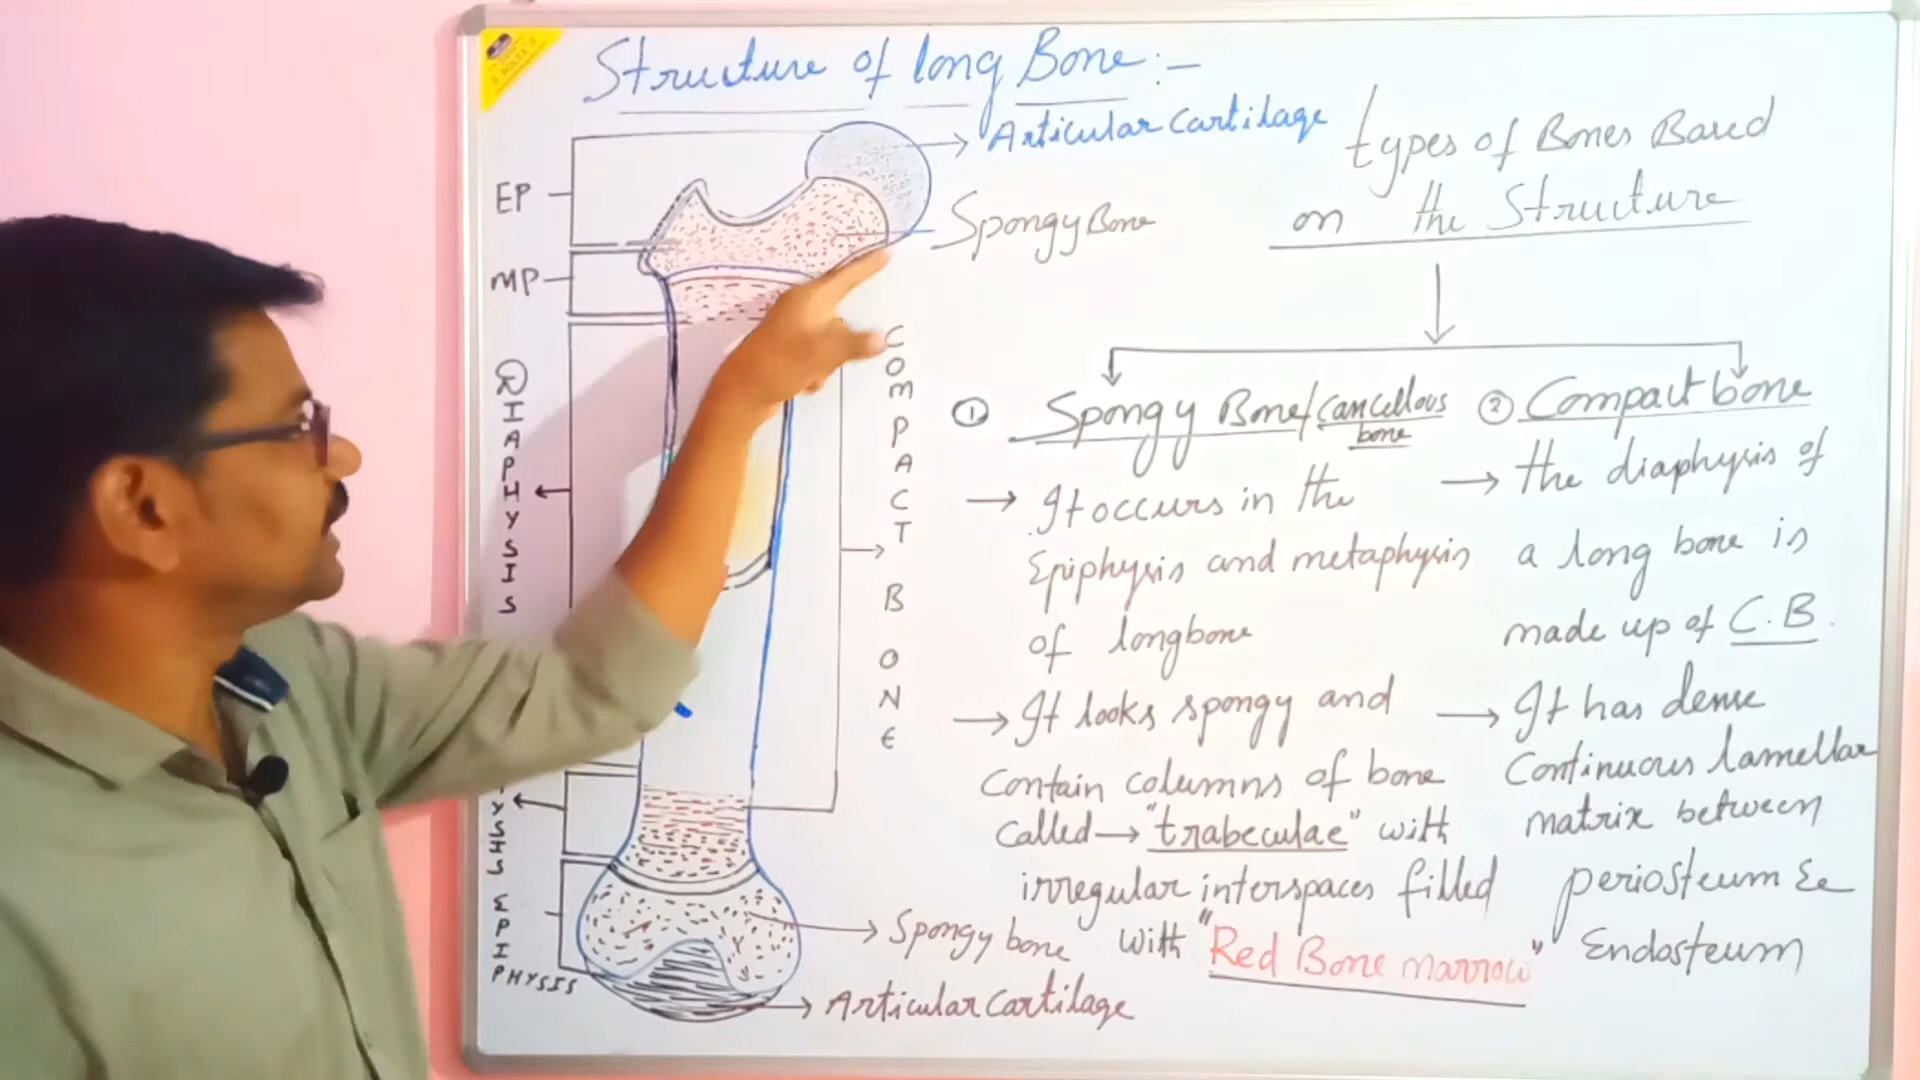 Structure of long Bone:-
Articular Cartilage
EP
Spongy Bone
MP
DIAPHYSIS
COMPACT BONE
YSIS
EPIPHYSIS
Spongy bone
Articular Cartilage
types of Bones Based
on the Structure
① Spongy Bone/Cancellous
bone
→ It occurs in the
Epiphysis and metaphysis
of longbone
→ It looks spongy and
Contain columns of bone
Called → "trabeculae" with
irregular interspaces filled
with "Red Bone marrow"
② Compact bone
→ the diaphysis of
a long bone is
made up of C.B.
→ It has dense
Continuous lamellar
matrix between
periosteum &
Endosteum